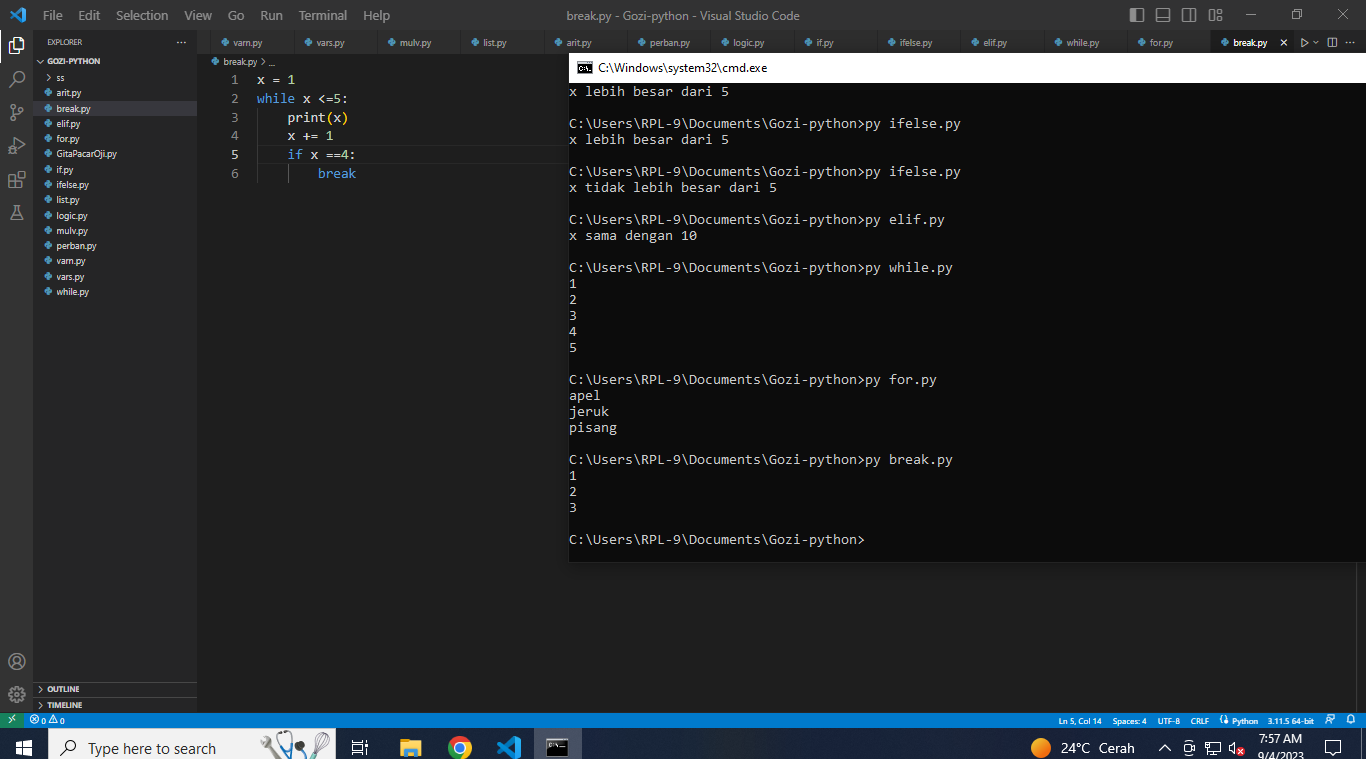 File Edit Selection View Go Run Terminal Help
break.py - Gozi-python - Visual Studio Code
EXPLORER ···
varn.py vars.py mulv.py list.py arit.py perban.py logic.py if.py ifelse.py elif.py while.py for.py break.py
GOZI-PYTHON
ss
arit.py
break.py
elif.py
for.py
GitaPacarOji.py
if.py
ifelse.py
list.py
logic.py
mulv.py
perban.py
varn.py
vars.py
while.py
OUTLINE
TIMELINE
break.py > ...
1 x = 1
2 while x <=5:
3 print(x)
4 x += 1
5 if x ==4:
6 break
C:\Windows\system32\cmd.exe
x lebih besar dari 5
C:\Users\RPL-9\Documents\Gozi-python>py ifelse.py
x lebih besar dari 5
C:\Users\RPL-9\Documents\Gozi-python>py ifelse.py
x tidak lebih besar dari 5
C:\Users\RPL-9\Documents\Gozi-python>py elif.py
x sama dengan 10
C:\Users\RPL-9\Documents\Gozi-python>py while.py
1
2
3
4
5
C:\Users\RPL-9\Documents\Gozi-python>py for.py
apel
jeruk
pisang
C:\Users\RPL-9\Documents\Gozi-python>py break.py
1
2
3
C:\Users\RPL-9\Documents\Gozi-python>
0 0
Ln 5, Col 14 Spaces: 4 UTF-8 CRLF Python 3.11.5 64-bit
Type here to search
24°C Cerah
7:57 AM
9/4/2023